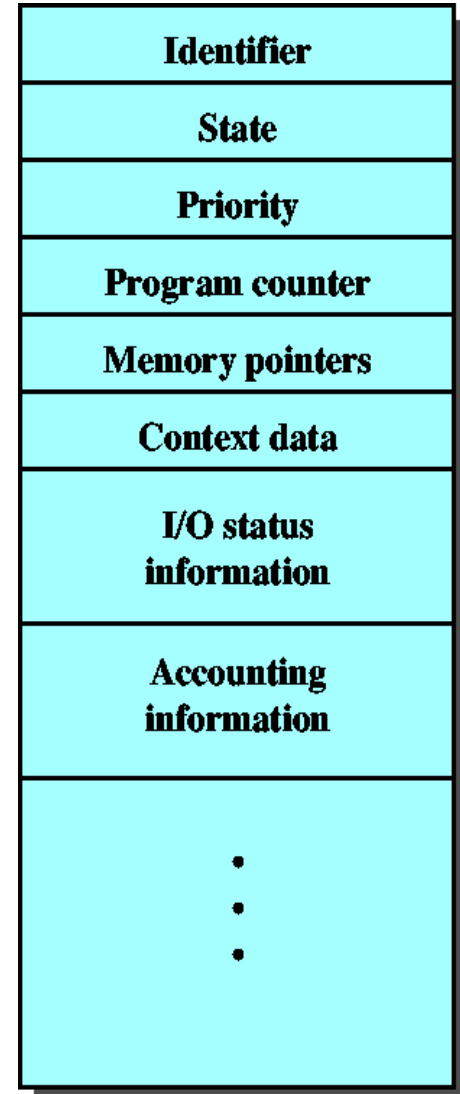 Identifier
State
Priority
Program counter
Memory pointers
Context data
I/O status
information
Accounting
information